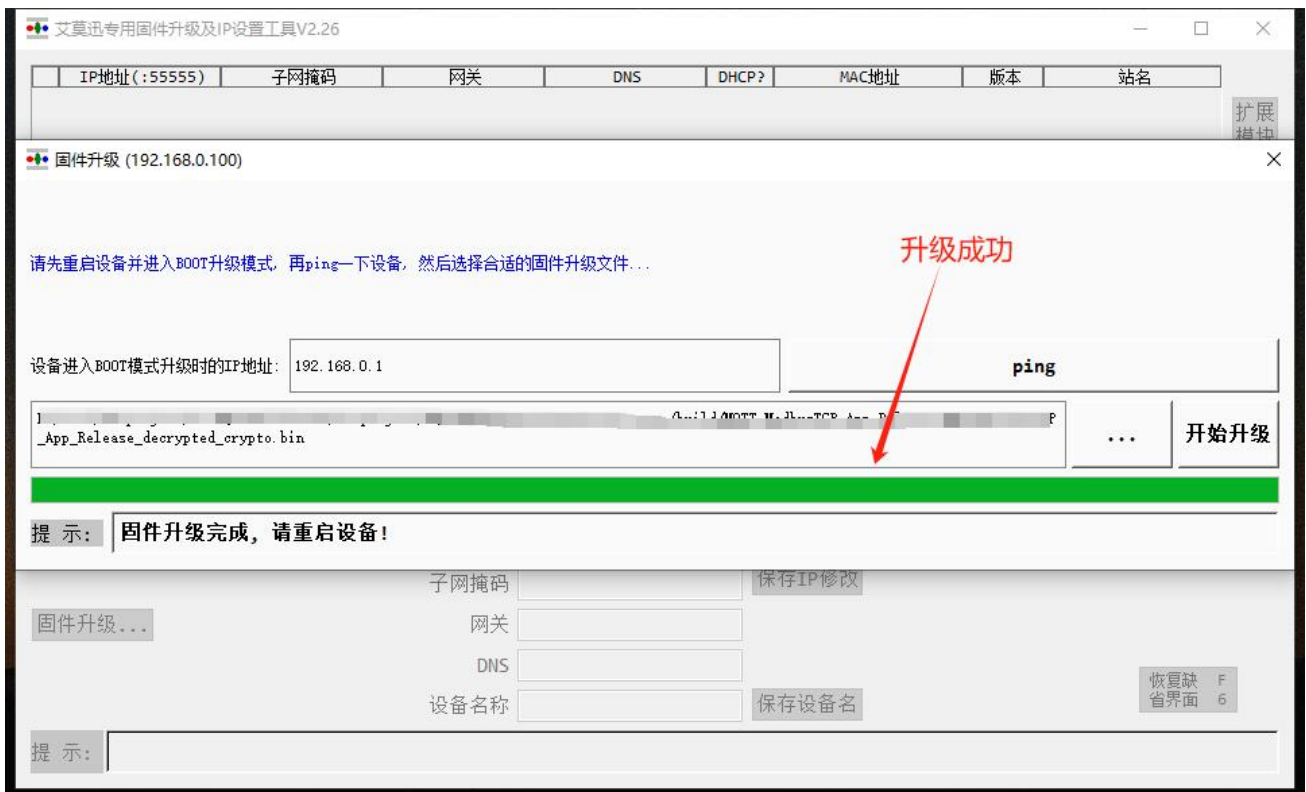 艾莫迅专用固件升级及IP设置工具V2.26
IP地址(:55555) 子网掩码 网关 DNS DHCP? MAC地址 版本 站名
扩展
模块
固件升级 (192.168.0.100)
升级成功
请先重启设备并进入BOOT升级模式, 再ping一下设备, 然后选择合适的固件升级文件...
设备进入BOOT模式升级时的IP地址: 192.168.0.1 ping
_App_Release_decrypted_crypto.bin
... 开始升级
提 示: 固件升级完成, 请重启设备!
子网掩码 保存IP修改
固件升级... 网关
DNS
恢复缺 F
省界面 6
设备名称 保存设备名
提 示: